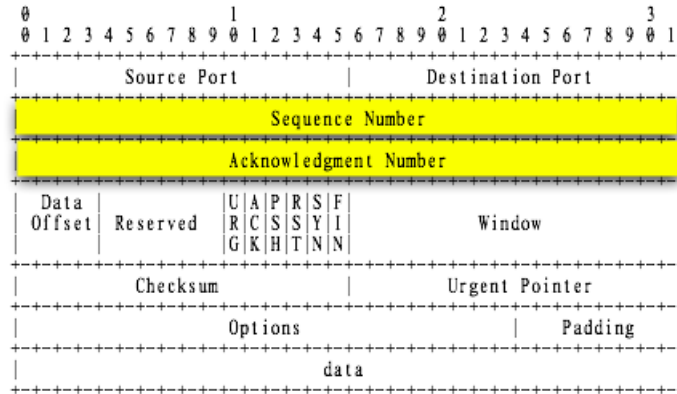 0                   1                   2                   3
0 1 2 3 4 5 6 7 8 9 0 1 2 3 4 5 6 7 8 9 0 1 2 3 4 5 6 7 8 9 0 1
+-+-+-+-+-+-+-+-+-+-+-+-+-+-+-+-+-+-+-+-+-+-+-+-+-+-+-+-+-+-+-+
|          Source Port          |       Destination Port
+-+-+-+-+-+-+-+-+-+-+-+-+-+-+-+-+-+-+-+-+-+-+-+-+-+-+-+-+-+-+-+
|                        Sequence Number
+-+-+-+-+-+-+-+-+-+-+-+-+-+-+-+-+-+-+-+-+-+-+-+-+-+-+-+-+-+-+-+
|                    Acknowledgment Number
+-+-+-+-+-+-+-+-+-+-+-+-+-+-+-+-+-+-+-+-+-+-+-+-+-+-+-+-+-+-+-+
|  Data |           |U|A|P|R|S|F|
| Offset| Reserved  |R|C|S|S|Y|I|            Window
|       |           |G|K|H|T|N|N|
+-+-+-+-+-+-+-+-+-+-+-+-+-+-+-+-+-+-+-+-+-+-+-+-+-+-+-+-+-+-+-+
|           Checksum            |         Urgent Pointer
+-+-+-+-+-+-+-+-+-+-+-+-+-+-+-+-+-+-+-+-+-+-+-+-+-+-+-+-+-+-+-+
|                    Options                    |    Padding
+-+-+-+-+-+-+-+-+-+-+-+-+-+-+-+-+-+-+-+-+-+-+-+-+-+-+-+-+-+-+-+
|                             data
+-+-+-+-+-+-+-+-+-+-+-+-+-+-+-+-+-+-+-+-+-+-+-+-+-+-+-+-+-+-+-+